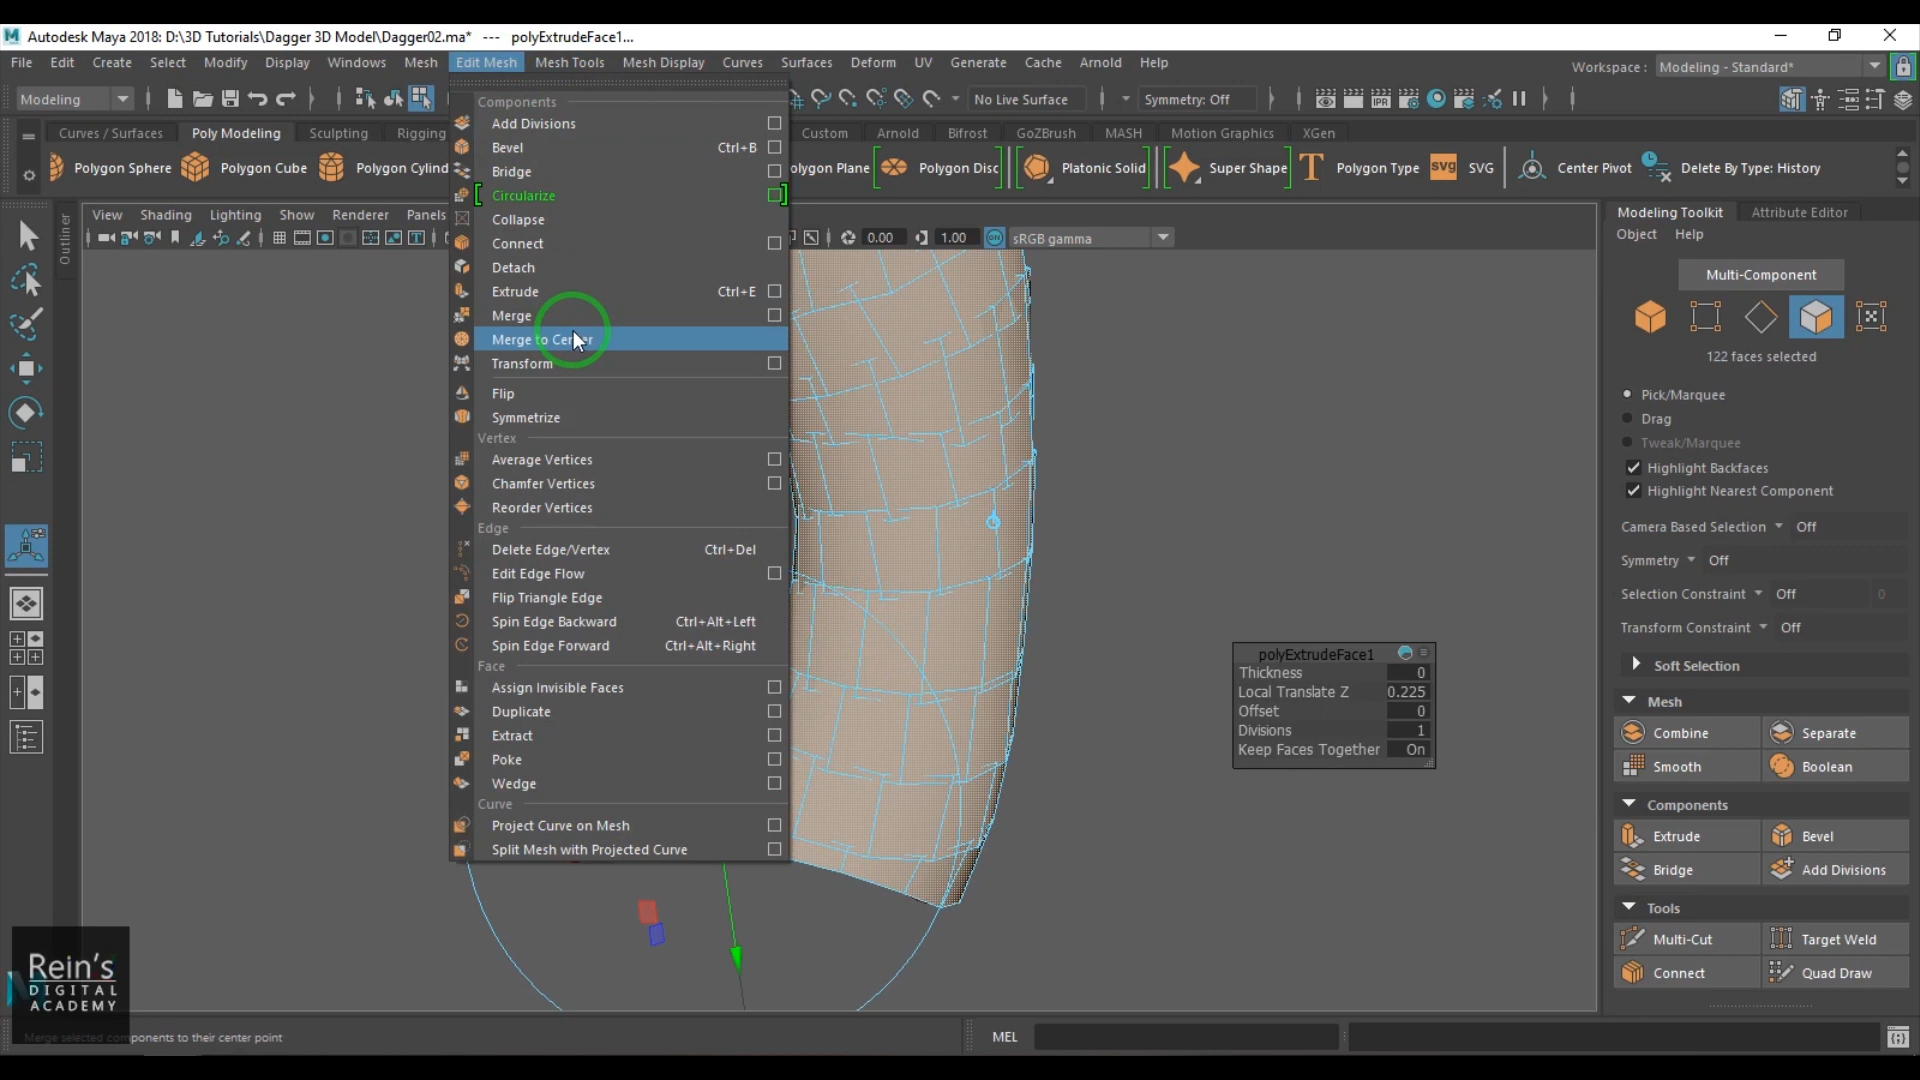 Autodesk Maya 2018: D:\3D Tutorials\Dagger 3D Model\Dagger02.ma* --- polyExtrudeFace1...
File Edit Create Select Modify Display Windows Mesh Edit Mesh Mesh Tools Mesh Display Curves Surfaces Deform UV Generate Cache Arnold Help
Workspace : Modeling - Standard*
Modeling No Live Surface Symmetry: Off
Curves / Surfaces Poly Modeling Sculpting Rigging Custom Arnold Bifrost GoZBrush MASH Motion Graphics XGen
Polygon Sphere Polygon Cube Polygon Cylind olygon Plane Polygon Disc Platonic Solid Super Shape Polygon Type SVG SVG Center Pivot Delete By Type: History
View Shading Lighting Show Renderer Panels
0.00 1.00 ON sRGB gamma
Outliner
Components
Add Divisions
Bevel Ctrl+B
Bridge
Circularize
Collapse
Connect
Detach
Extrude Ctrl+E
Merge
Merge to Center
Transform
Flip
Symmetrize
Vertex
Average Vertices
Chamfer Vertices
Reorder Vertices
Edge
Delete Edge/Vertex Ctrl+Del
Edit Edge Flow
Flip Triangle Edge
Spin Edge Backward Ctrl+Alt+Left
Spin Edge Forward Ctrl+Alt+Right
Face
Assign Invisible Faces
Duplicate
Extract
Poke
Wedge
Curve
Project Curve on Mesh
Split Mesh with Projected Curve
polyExtrudeFace1
Thickness 0
Local Translate Z 0.225
Offset 0
Divisions 1
Keep Faces Together On
Modeling Toolkit Attribute Editor
Object Help
Multi-Component
122 faces selected
Pick/Marquee
Drag
Tweak/Marquee
Highlight Backfaces
Highlight Nearest Component
Camera Based Selection Off
Symmetry Off
Selection Constraint Off 0
Transform Constraint Off
Soft Selection
Mesh
Combine Separate
Smooth Boolean
Components
Extrude Bevel
Bridge Add Divisions
Tools
Multi-Cut Target Weld
Connect Quad Draw
Rein's
DIGITAL
ACADEMY
Merge selected components to their center point
MEL